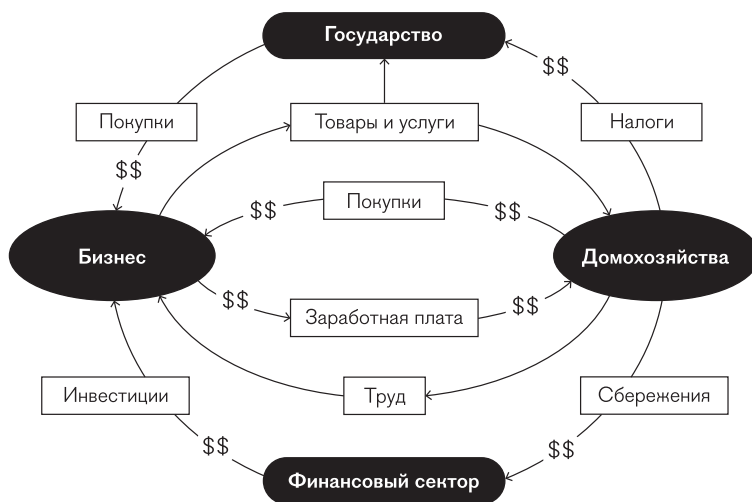 Государство
$$
Покупки
Товары и услуги
Налоги
$$
Покупки
$$
$$
Бизнес
Домохозяйства
$$
Заработная плата
$$
Инвестиции
Труд
Сбережения
$$
$$
Финансовый сектор